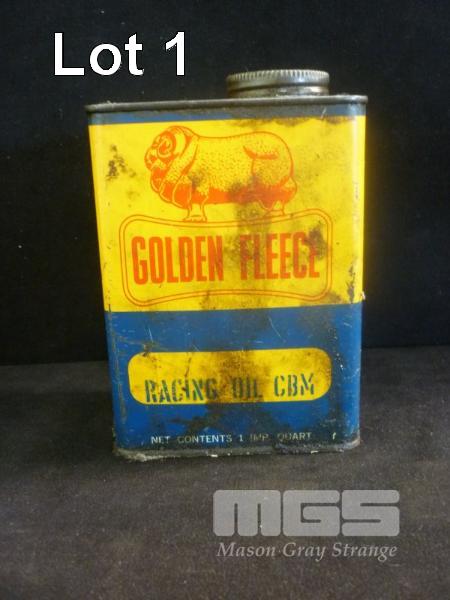 Lot 1
GOLDEN FLEECE
RACING OIL CBM
NET CONTENTS 1 IMP. QUART
MGS
Mason Gray Strange